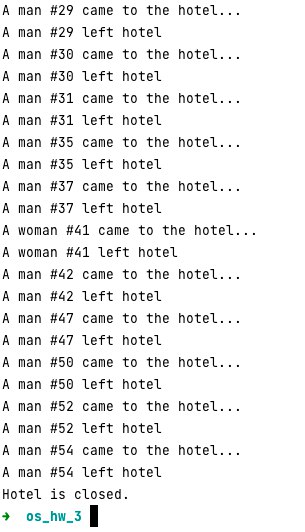 A man #29 came to the hotel...
A man #29 left hotel
A man #30 came to the hotel...
A man #30 left hotel
A man #31 came to the hotel...
A man #31 left hotel
A man #35 came to the hotel...
A man #35 left hotel
A man #37 came to the hotel...
A man #37 left hotel
A woman #41 came to the hotel...
A woman #41 left hotel
A man #42 came to the hotel...
A man #42 left hotel
A man #47 came to the hotel...
A man #47 left hotel
A man #50 came to the hotel...
A man #50 left hotel
A man #52 came to the hotel...
A man #52 left hotel
A man #54 came to the hotel...
A man #54 left hotel
Hotel is closed.
→ os_hw_3